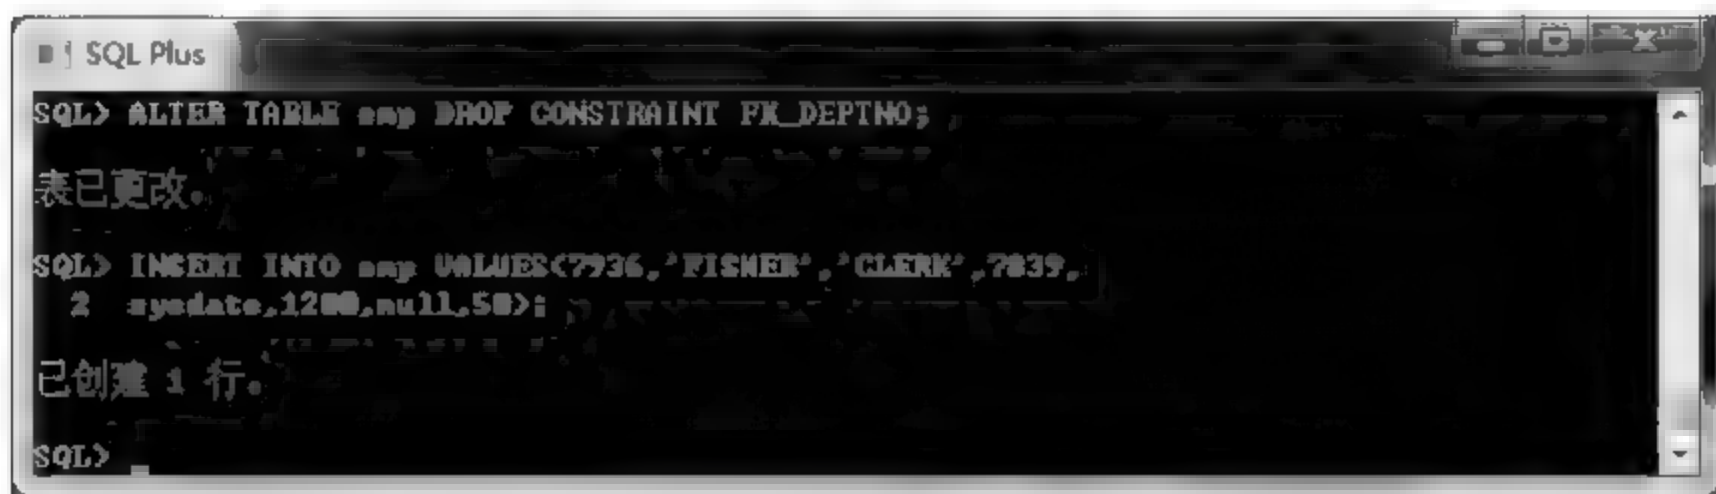 SQL Plus
SQL> ALTER TABLE emp DROP CONSTRAINT FK_DEPTNO;
表已更改。
SQL> INSERT INTO emp VALUES(7936,'FISHER','CLERK',7839,
2 sysdate,1200,null,50);
已创建 1 行。
SQL>